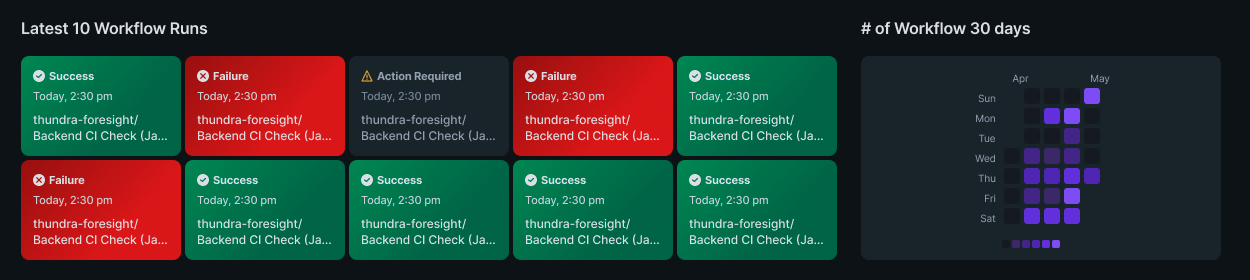 Latest 10 Workflow Runs
Success
Today, 2:30 pm
thundra-foresight/
Backend CI Check (Ja...
Failure
Today, 2:30 pm
thundra-foresight/
Backend CI Check (Ja...
Action Required
Today, 2:30 pm
thundra-foresight/
Backend CI Check (Ja...
Failure
Today, 2:30 pm
thundra-foresight/
Backend CI Check (Ja...
Success
Today, 2:30 pm
thundra-foresight/
Backend CI Check (Ja...
Failure
Today, 2:30 pm
thundra-foresight/
Backend CI Check (Ja...
Success
Today, 2:30 pm
thundra-foresight/
Backend CI Check (Ja...
Success
Today, 2:30 pm
thundra-foresight/
Backend CI Check (Ja...
Success
Today, 2:30 pm
thundra-foresight/
Backend CI Check (Ja...
Success
Today, 2:30 pm
thundra-foresight/
Backend CI Check (Ja...
# of Workflow 30 days
Apr May
Sun
Mon
Tue
Wed
Thu
Fri
Sat